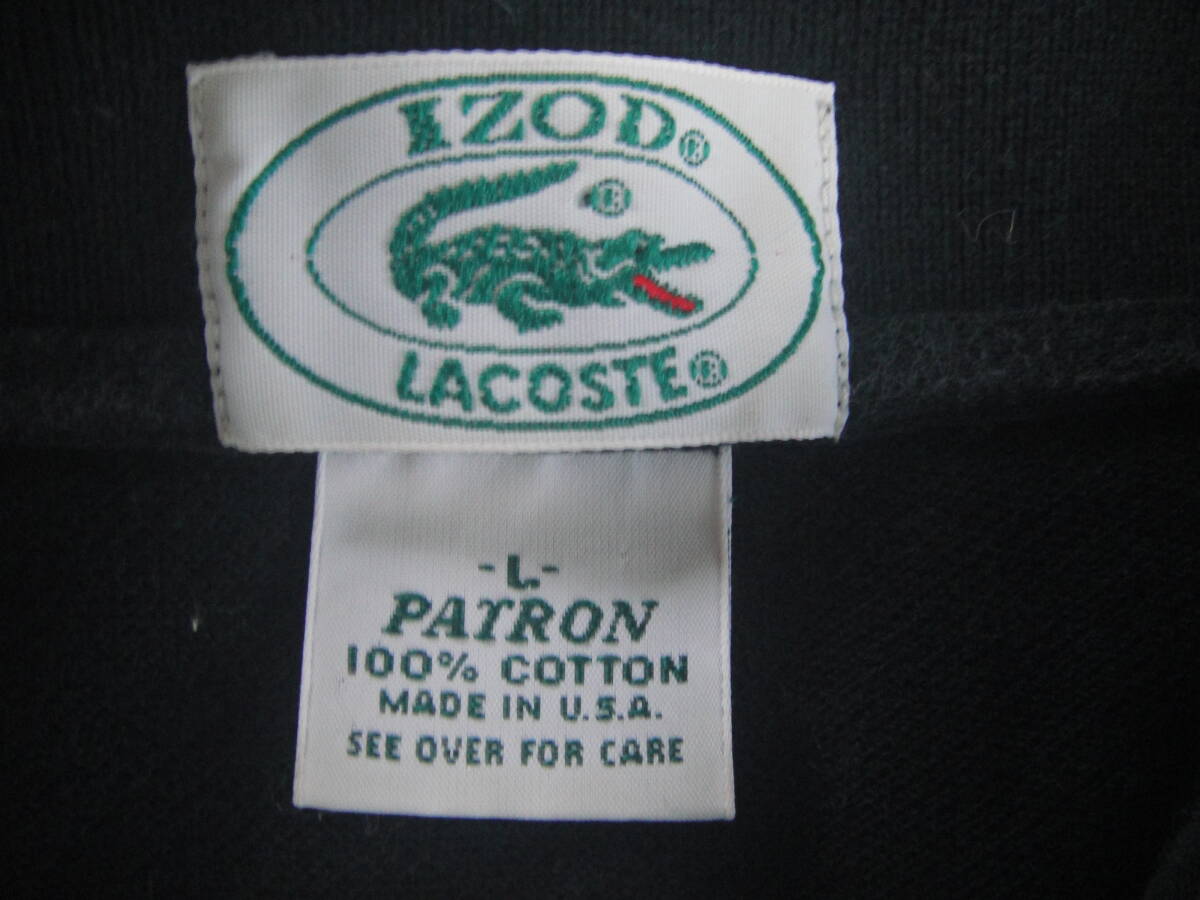 IZOD®
®
LACOSTE®
-L-
PATRON
100% COTTON
MADE IN U.S.A.
SEE OVER FOR CARE